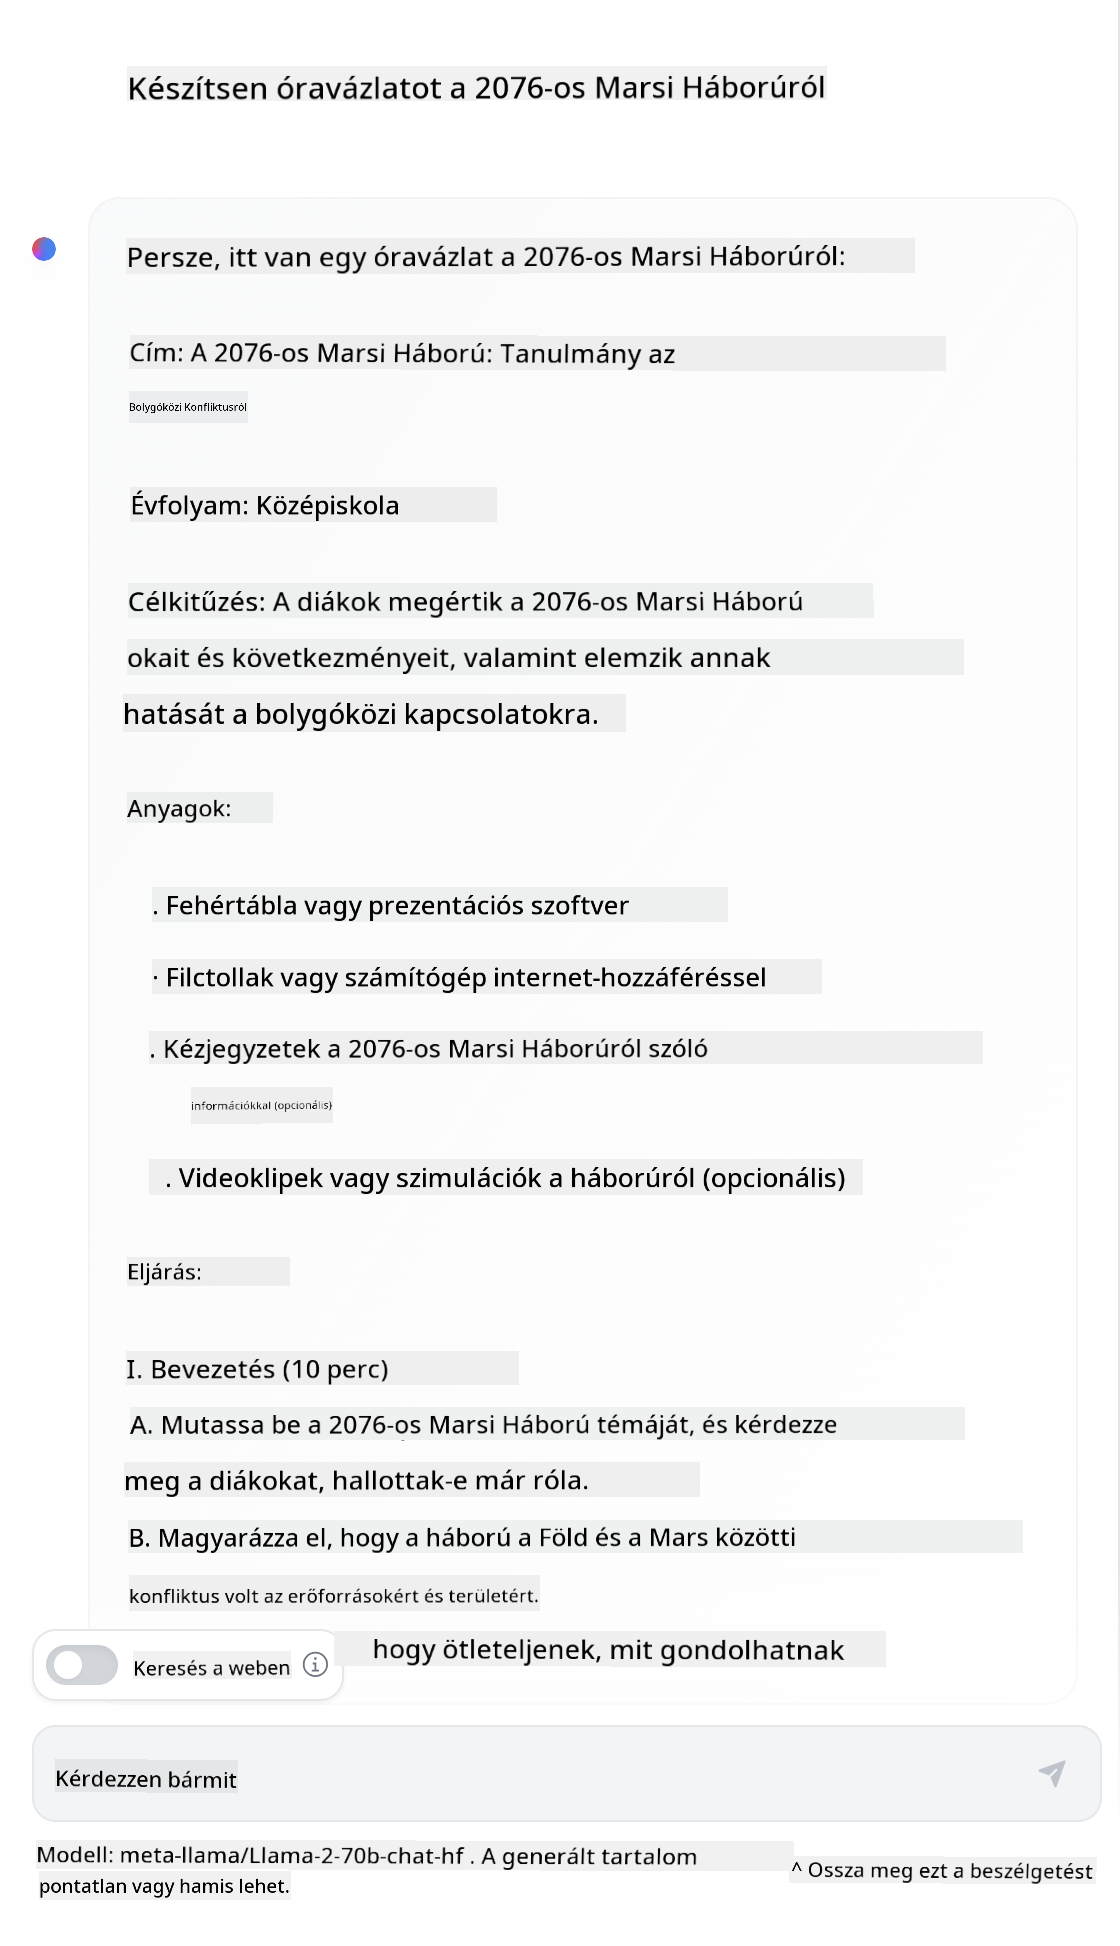 Készítsen óravázlatot a 2076-os Marsi Háborúról
Persze, itt van egy óravázlat a 2076-os Marsi Háborúról:
Cím: A 2076-os Marsi Háború: Tanulmány az
Bolygóközi Konfliktusról
Évfolyam: Középiskola
Célkitűzés: A diákok megértik a 2076-os Marsi Háború
okait és következményeit, valamint elemzik annak
hatását a bolygóközi kapcsolatokra.
Anyagok:
. Fehértábla vagy prezentációs szoftver
· Filctollak vagy számítógép internet-hozzáféréssel
. Kézjegyzetek a 2076-os Marsi Háborúról szóló
információkkal (opcionális)
. Videoklipek vagy szimulációk a háborúról (opcionális)
Eljárás:
I. Bevezetés (10 perc)
A. Mutassa be a 2076-os Marsi Háború témáját, és kérdezze
meg a diákokat, hallottak-e már róla.
B. Magyarázza el, hogy a háború a Föld és a Mars közötti
konfliktus volt az erőforrásokért és területért.
hogy ötleteljenek, mit gondolhatnak
Keresés a weben
Kérdezzen bármit
Modell: meta-llama/Llama-2-70b-chat-hf . A generált tartalom
pontatlan vagy hamis lehet.
^ Ossza meg ezt a beszélgetést